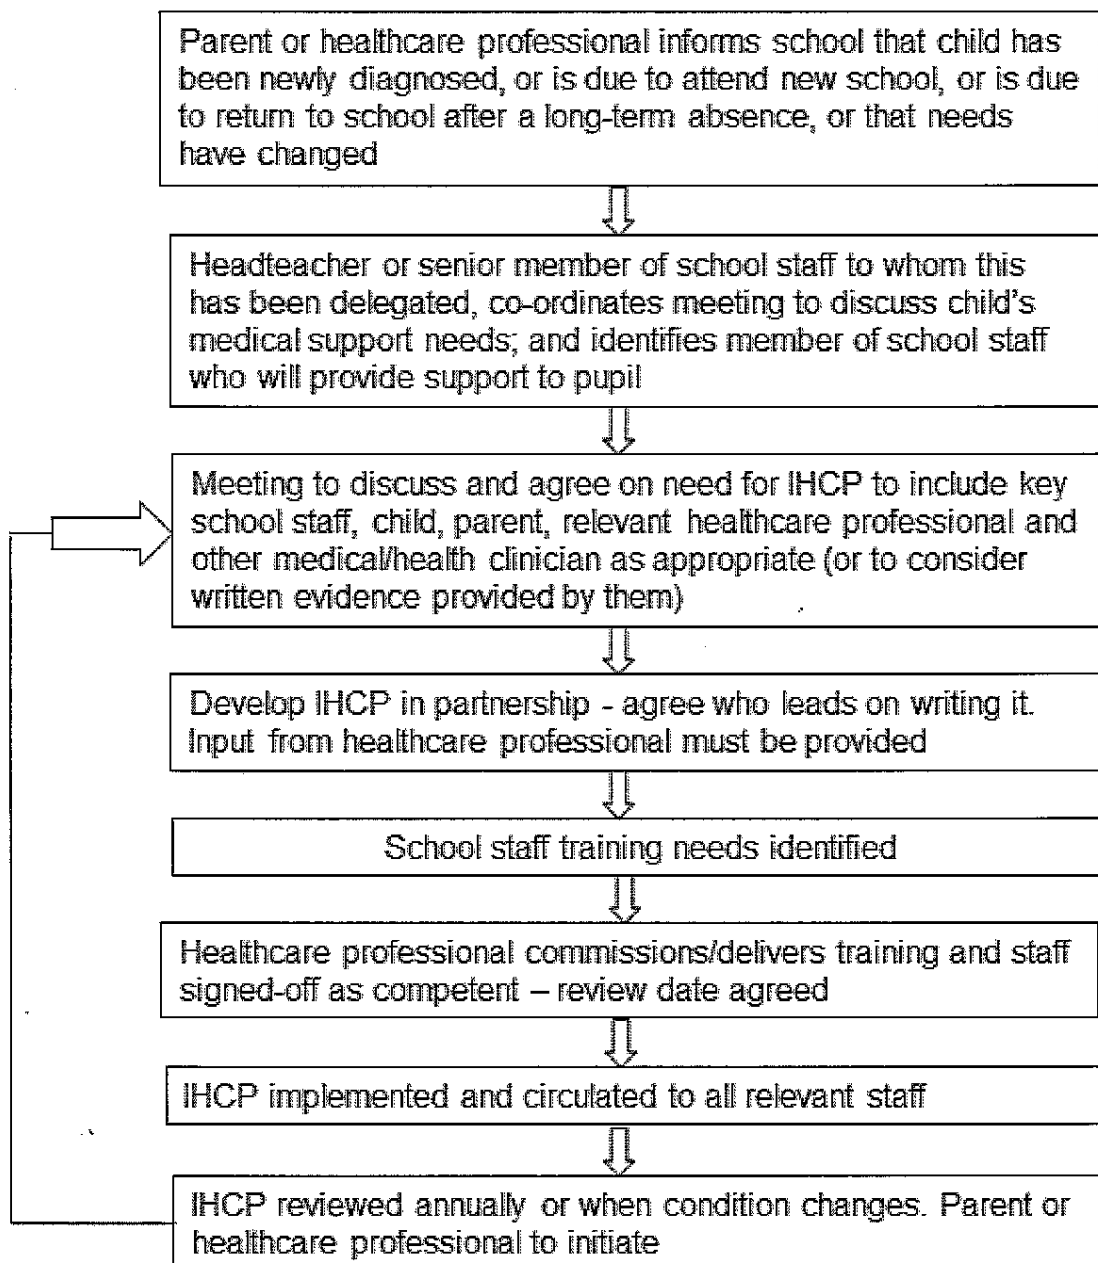 Parent or healthcare professional informs school that child has
been newly diagnosed, or is due to attend new school, or is due
to return to school after a long-term absence, or that needs
have changed
Headteacher or senior member of school staff to whom this
has been delegated, co-ordinates meeting to discuss child's
medical support needs; and identifies member of school staff
who will provide support to pupil
Meeting to discuss and agree on need for IHCP to include key
school staff, child, parent, relevant healthcare professional and
other medical/health clinician as appropriate (or to consider
written evidence provided by them)
Develop IHCP in partnership - agree who leads on writing it.
Input from healthcare professional must be provided
School staff training needs identified
Healthcare professional commissions/delivers training and staff
signed-off as competent – review date agreed
IHCP implemented and circulated to all relevant staff
IHCP reviewed annually or when condition changes. Parent or
healthcare professional to initiate